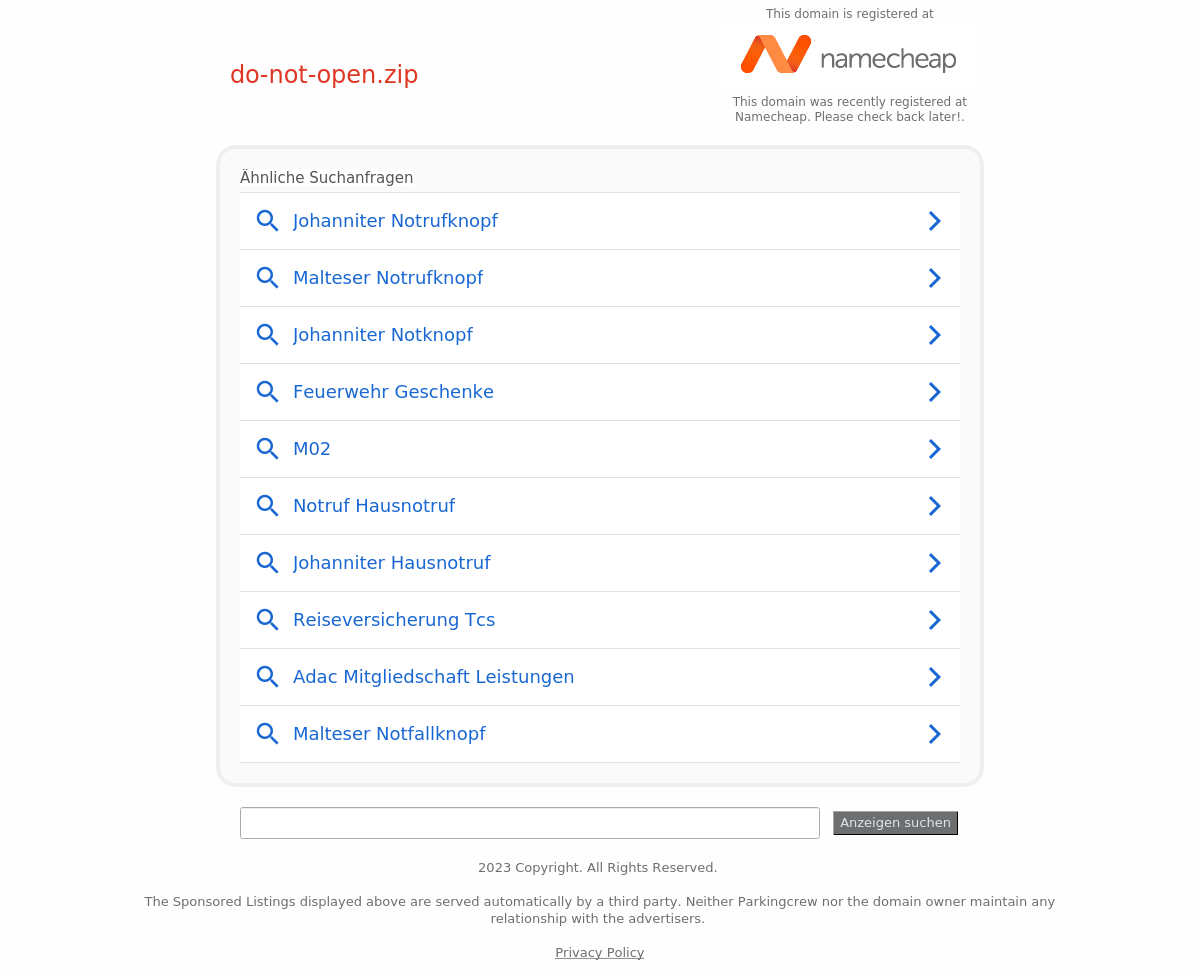 This domain is registered at
namecheap
do-not-open.zip
This domain was recently registered at
Namecheap. Please check back later!.
Ähnliche Suchanfragen
Johanniter Notrufknopf
Malteser Notrufknopf
Johanniter Notknopf
Feuerwehr Geschenke
M02
Notruf Hausnotruf
Johanniter Hausnotruf
Reiseversicherung Tcs
Adac Mitgliedschaft Leistungen
Malteser Notfallknopf
Anzeigen suchen
2023 Copyright. All Rights Reserved.
The Sponsored Listings displayed above are served automatically by a third party. Neither Parkingcrew nor the domain owner maintain any
relationship with the advertisers.
Privacy Policy